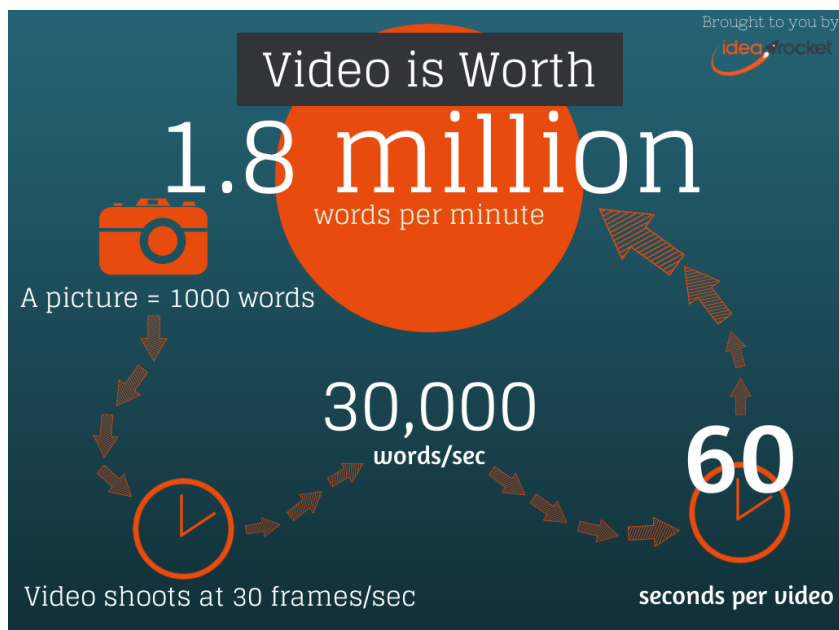 Brought to you by
idea rocket
Video is Worth
1.8 million
words per minute
A picture = 1000 words
30,000
words/sec
60
Video shoots at 30 frames/sec
seconds per video